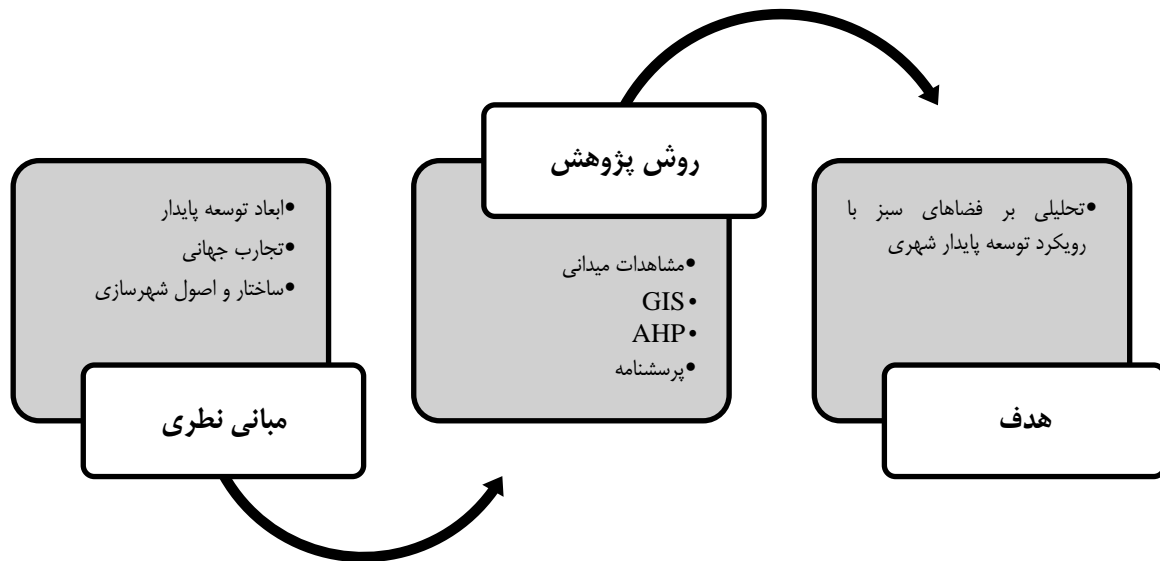 •ابعاد توسعه پایدار
•تجارب جهانی
•ساختار و اصول شهرسازی
مبانی نطری
روش پژوهش
•مشاهدات میدانی
•GIS
•AHP
•پرسشنامه
•تحلیلی بر فضاهای سبز با
رویکرد توسعه پایدار شهری
هدف